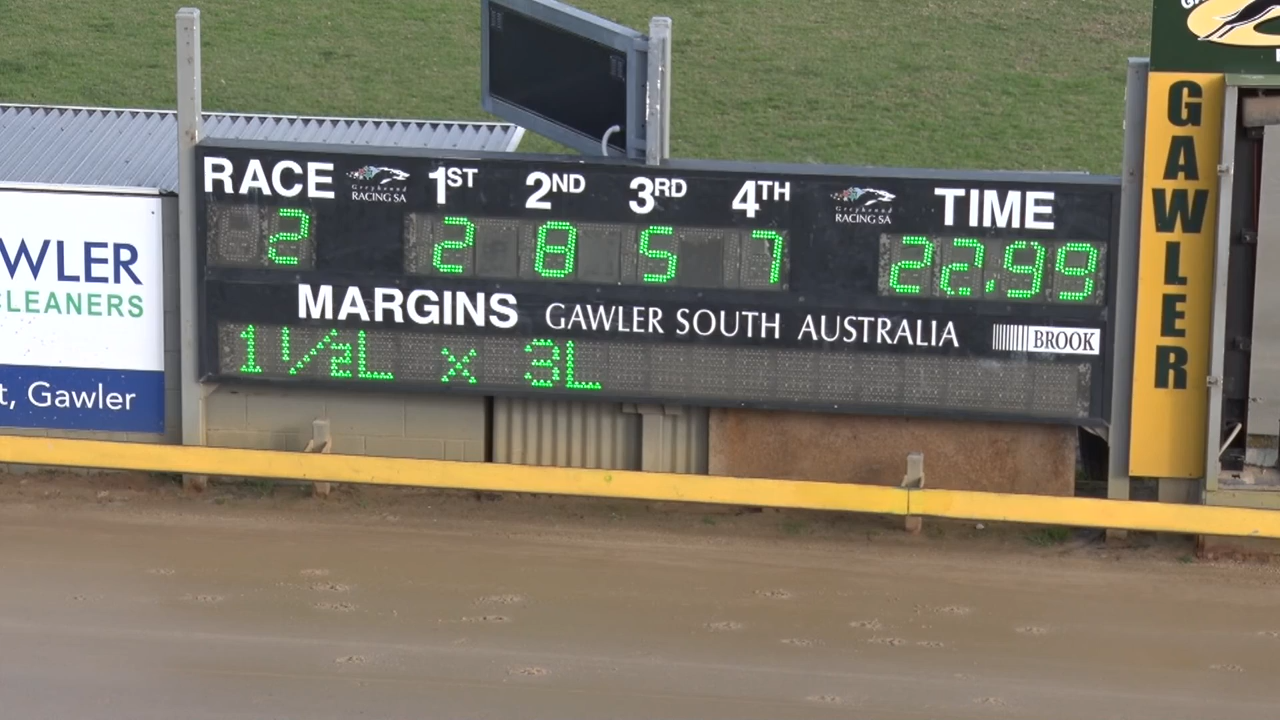 RACE Greyhound RACING SA 1ST 2ND 3RD 4TH Greyhound RACING SA TIME
2 2 8 5 7 22.99
MARGINS GAWLER SOUTH AUSTRALIA BROOK
1 1/2L x 3L
WLER
CLEANERS
t, Gawler
GAWLER